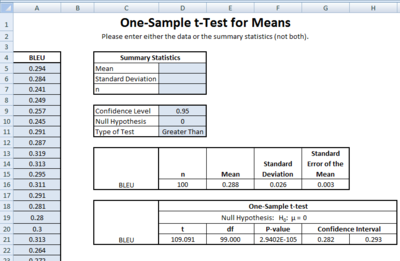 A B C D E F G H
1 One-Sample t-Test for Means
2 Please enter either the data or the summary statistics (not both).
3
4 BLEU Summary Statistics
5 0.294 Mean
6 0.284 Standard Deviation
7 0.241 n
8 0.249
9 0.257 Confidence Level 0.95
10 0.245 Null Hypothesis 0
11 0.291 Type of Test Greater Than
12 0.287
13 0.319 Standard
14 0.313 Standard Error of the
15 0.295 n Mean Deviation Mean
16 0.311 BLEU 100 0.288 0.026 0.003
17 0.291
18 0.281 One-Sample t-test
19 0.28 Null Hypothesis: H₀: μ = 0
20 0.3 t df P-value Confidence Interval
21 0.313 BLEU 109.091 99.000 2.9402E-105 0.282 0.293
22 0.264